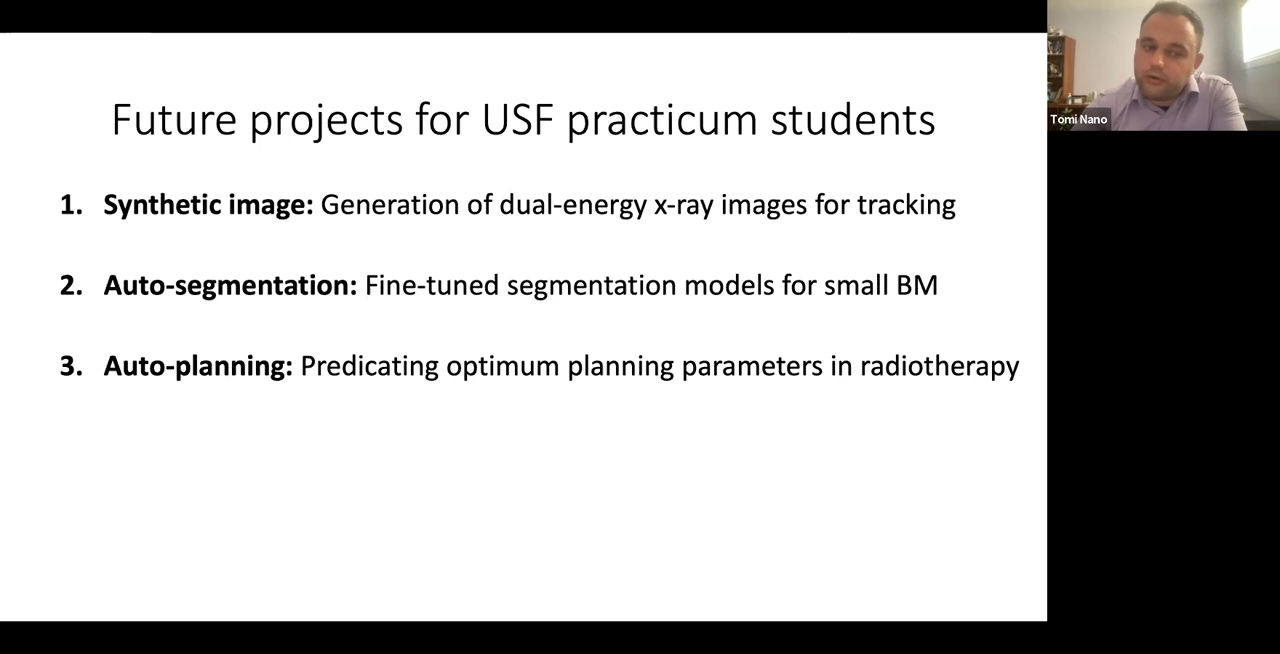 Future projects for USF practicum students
1. Synthetic image: Generation of dual-energy x-ray images for tracking
2. Auto-segmentation: Fine-tuned segmentation models for small BM
3. Auto-planning: Predicating optimum planning parameters in radiotherapy
Tomi Nano